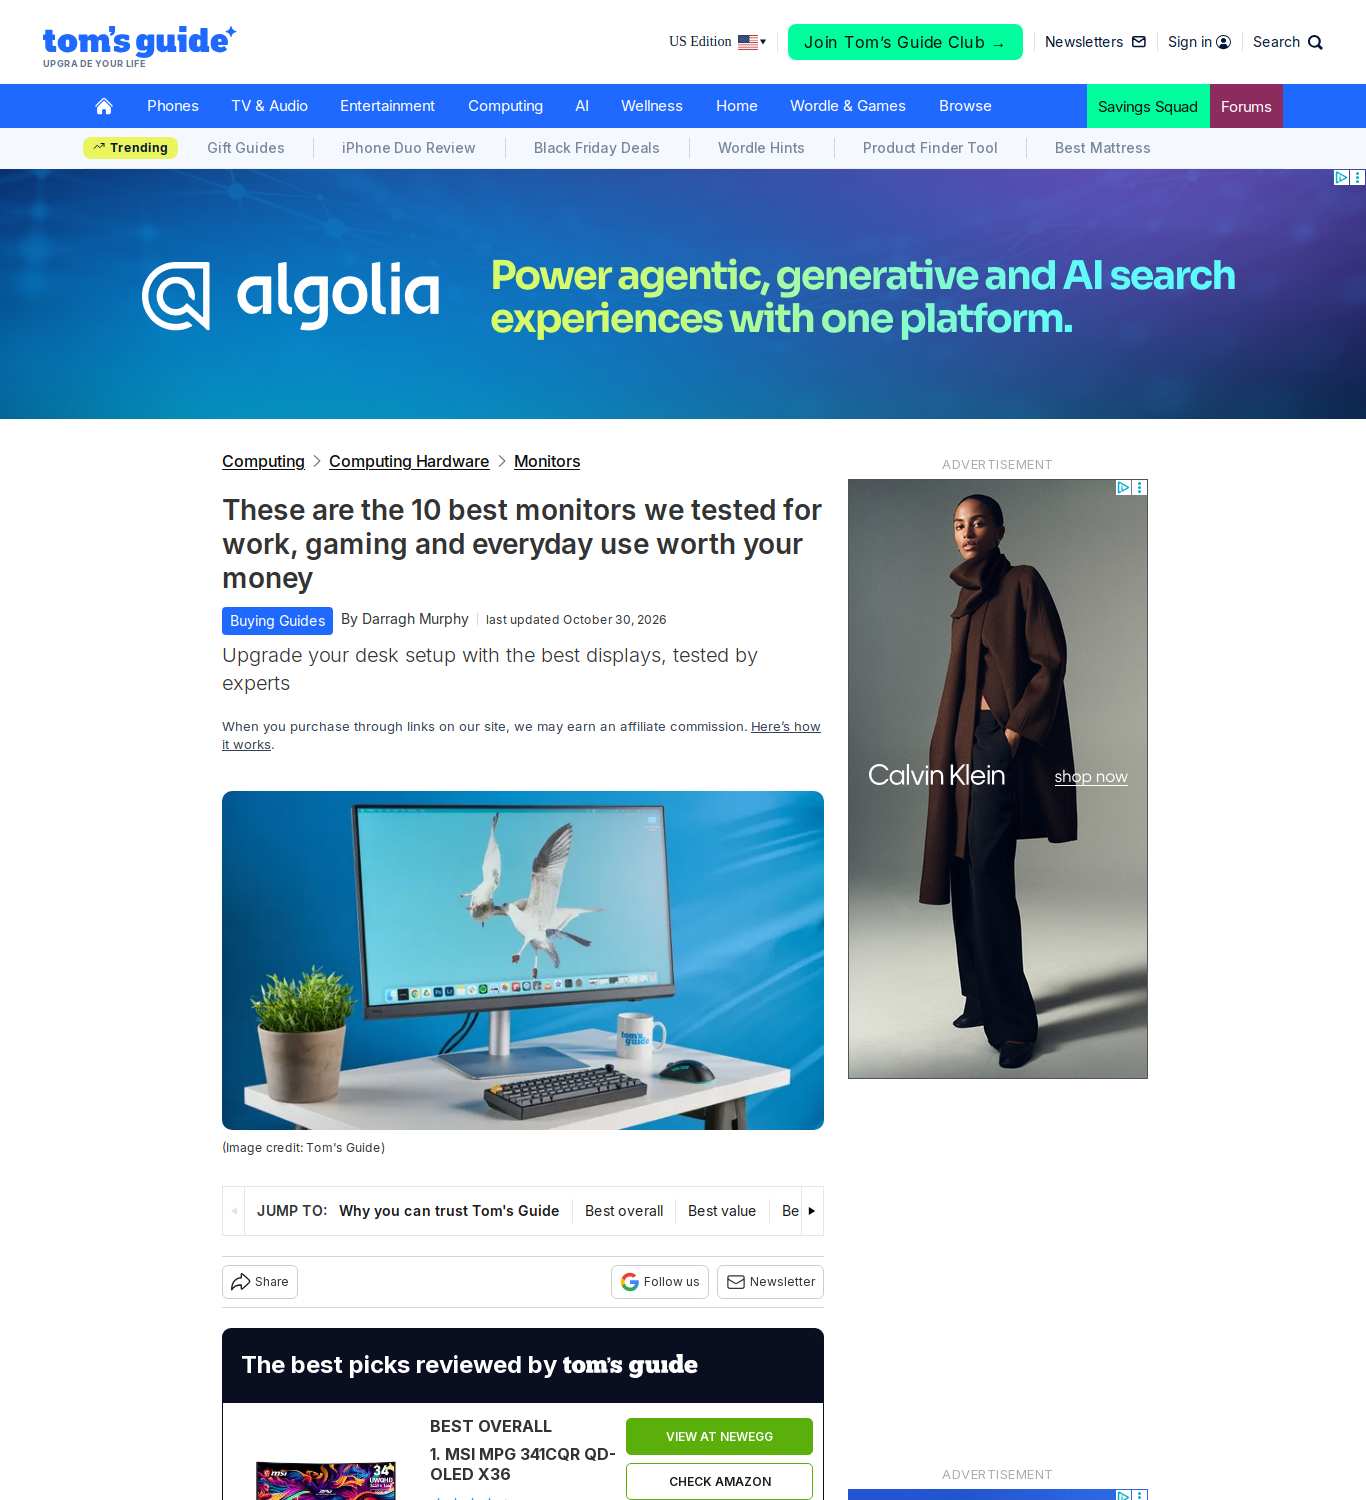 tom's guide
UPGRADE YOUR LIFE
US Edition
Join Tom's Guide Club →
Newsletters
Sign in
Search
Phones
TV & Audio
Entertainment
Computing
AI
Wellness
Home
Wordle & Games
Browse
Savings Squad
Forums
Trending
Gift Guides
iPhone Duo Review
Black Friday Deals
Wordle Hints
Product Finder Tool
Best Mattress
algolia
Power agentic, generative and AI search
experiences with one platform.
Computing
Computing Hardware
Monitors
These are the 10 best monitors we tested for
work, gaming and everyday use worth your
money
Buying Guides
By Darragh Murphy
last updated October 30, 2026
Upgrade your desk setup with the best displays, tested by
experts
When you purchase through links on our site, we may earn an affiliate commission. Here's how
it works.
tom's
guide
(Image credit: Tom's Guide)
JUMP TO:
Why you can trust Tom's Guide
Best overall
Best value
Be
Share
Follow us
Newsletter
The best picks reviewed by tom's guide
BEST OVERALL
1. MSI MPG 341CQR QD-
OLED X36
VIEW AT NEWEGG
CHECK AMAZON
msi
34"
UWQHD
ADVERTISEMENT
Calvin Klein
shop now
ADVERTISEMENT